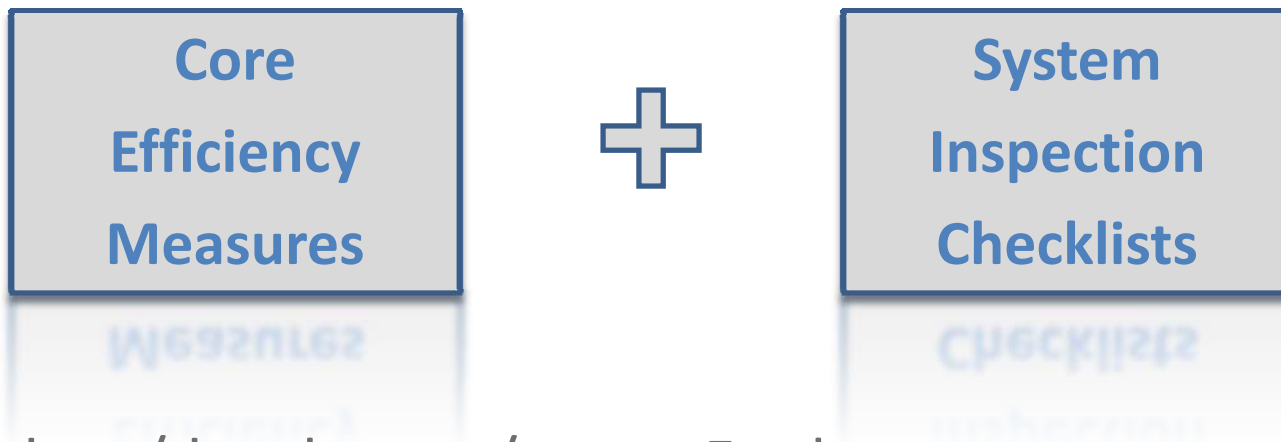 Core
Efficiency
Measures
System
Inspection
Checklists